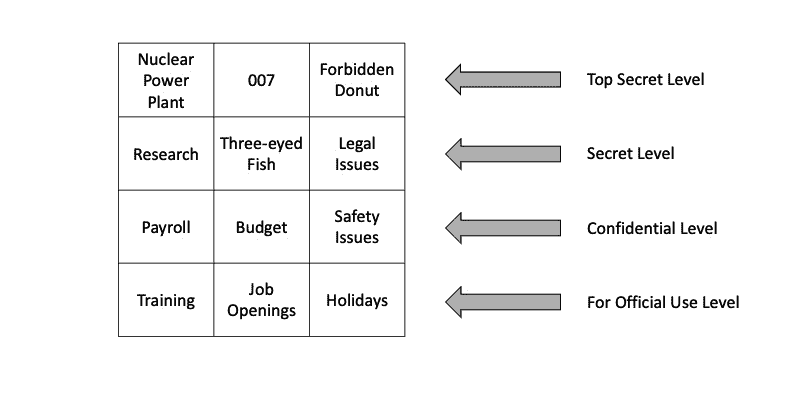 Nuclear
Power
Plant
007
Forbidden
Donut
Top Secret Level
Research
Three-eyed
Fish
Legal
Issues
Secret Level
Payroll
Budget
Safety
Issues
Confidential Level
Training
Job
Openings
Holidays
For Official Use Level